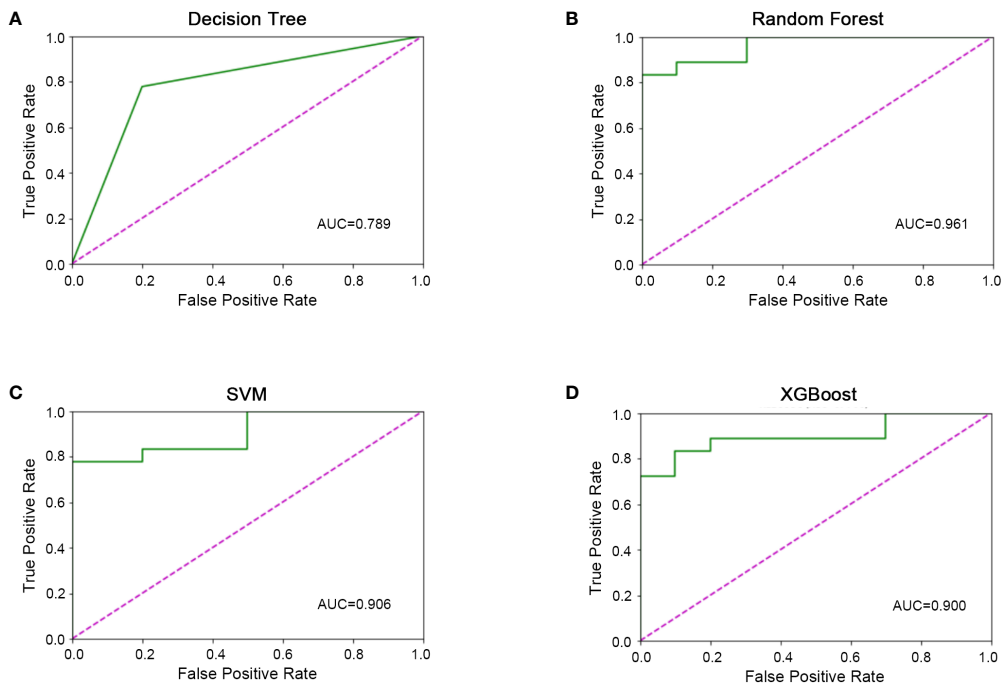 A
Decision Tree
1.0
0.8
0.6
0.4
0.2
0.0
True Positive Rate
AUC=0.789
0.0 0.2 0.4 0.6 0.8 1.0
False Positive Rate
B
Random Forest
1.0
0.8
0.6
0.4
0.2
0.0
True Positive Rate
AUC=0.961
0.0 0.2 0.4 0.6 0.8 1.0
False Positive Rate
C
SVM
1.0
0.8
0.6
0.4
0.2
0.0
True Positive Rate
AUC=0.906
0.0 0.2 0.4 0.6 0.8 1.0
False Positive Rate
D
XGBoost
1.0
0.8
0.6
0.4
0.2
0.0
True Positive Rate
AUC=0.900
0.0 0.2 0.4 0.6 0.8 1.0
False Positive Rate